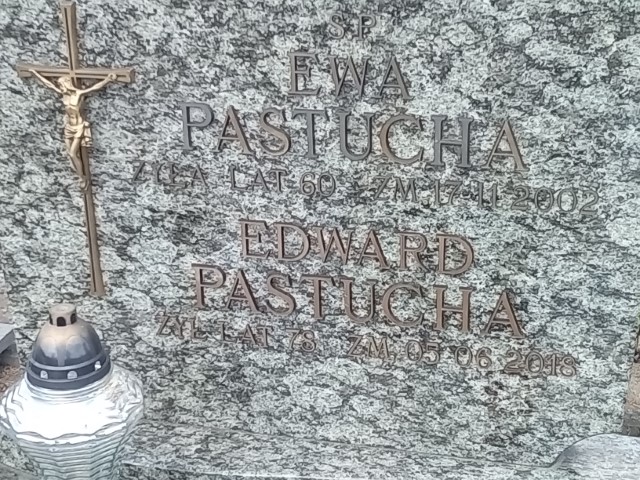 S.P.
EWA
PASTUCHA
ŻYŁA LAT 60 ZM. 17-11 2002
EDWARD
PASTUCHA
ŻYŁ LAT 78 ZM. 05 06 2018